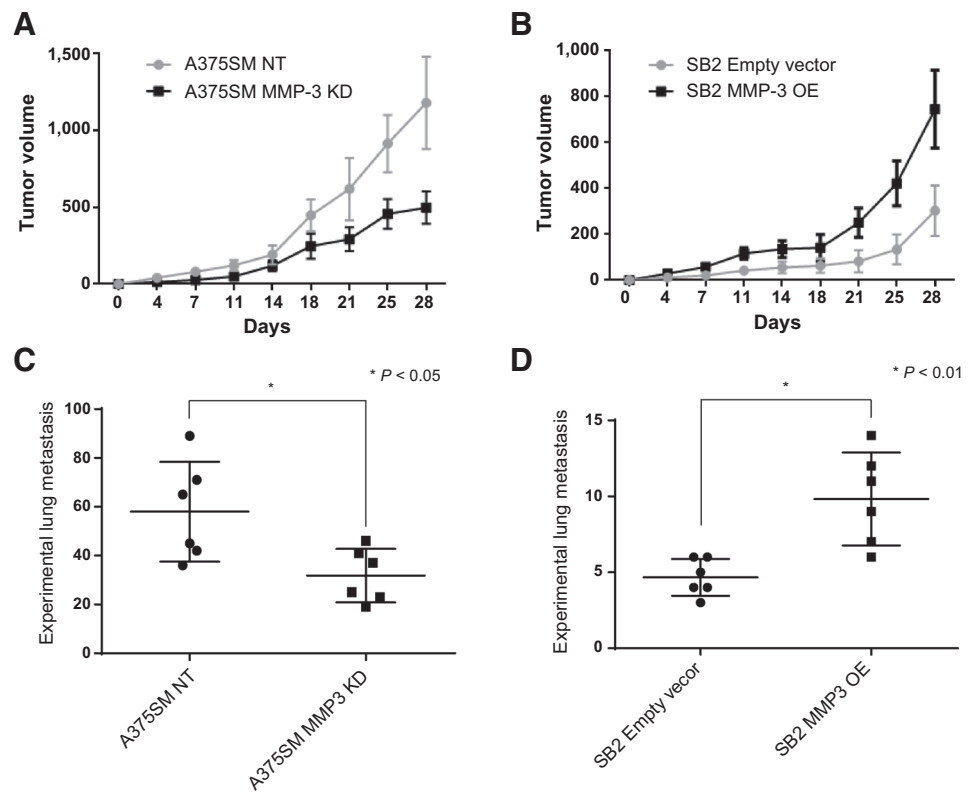 A
1,500
1,000
500
0
Tumor volume
A375SM NT
A375SM MMP-3 KD
0 4 7 11 14 18 21 25 28
Days
B
1,000
800
600
400
200
0
Tumor volume
SB2 Empty vector
SB2 MMP-3 OE
0 4 7 11 14 18 21 25 28
Days
C
* P < 0.05
*
100
80
60
40
20
0
Experimental lung metastasis
A375SM NT
A375SM MMP3 KD
D
* P < 0.01
*
15
10
5
0
Experimental lung metastasis
SB2 Empty vecor
SB2 MMP3 OE